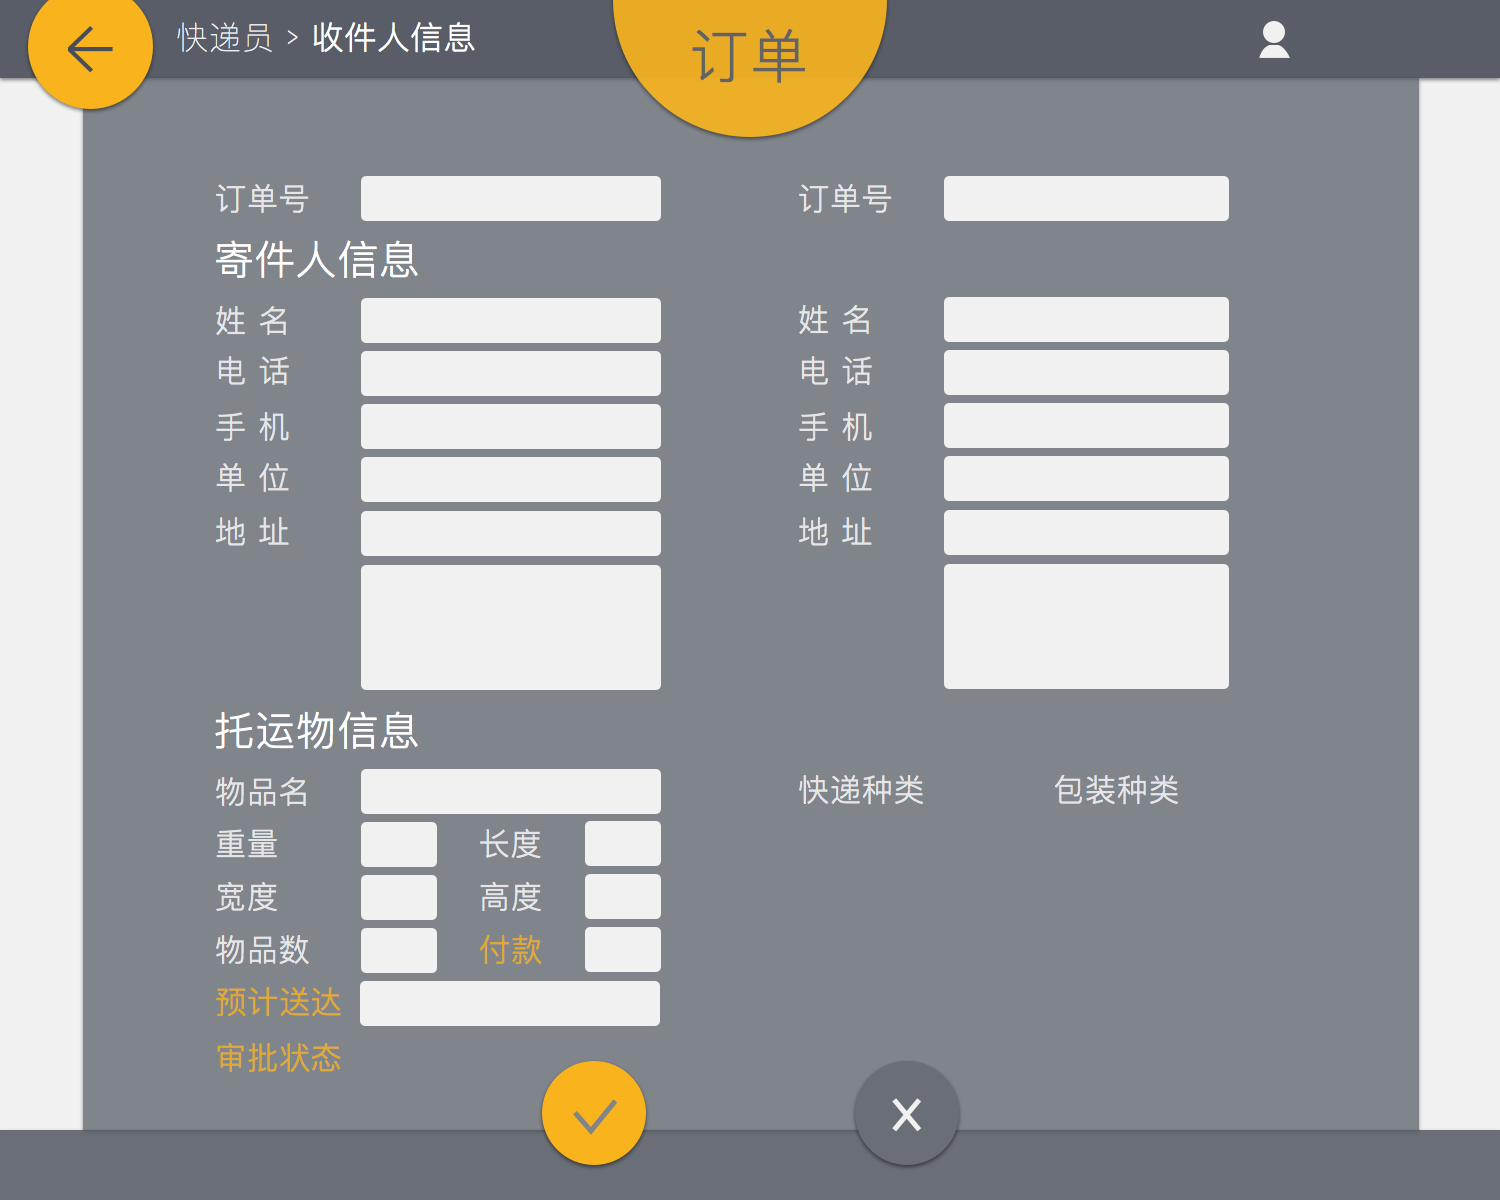 快递员 > 收件人信息
订单
订单号 订单号
寄件人信息
姓 名 姓 名
电 话 电 话
手 机 手 机
单 位 单 位
地 址 地 址
托运物信息
物品名 快递种类 包装种类
重量 长度
宽度 高度
物品数 付款
预计送达
审批状态